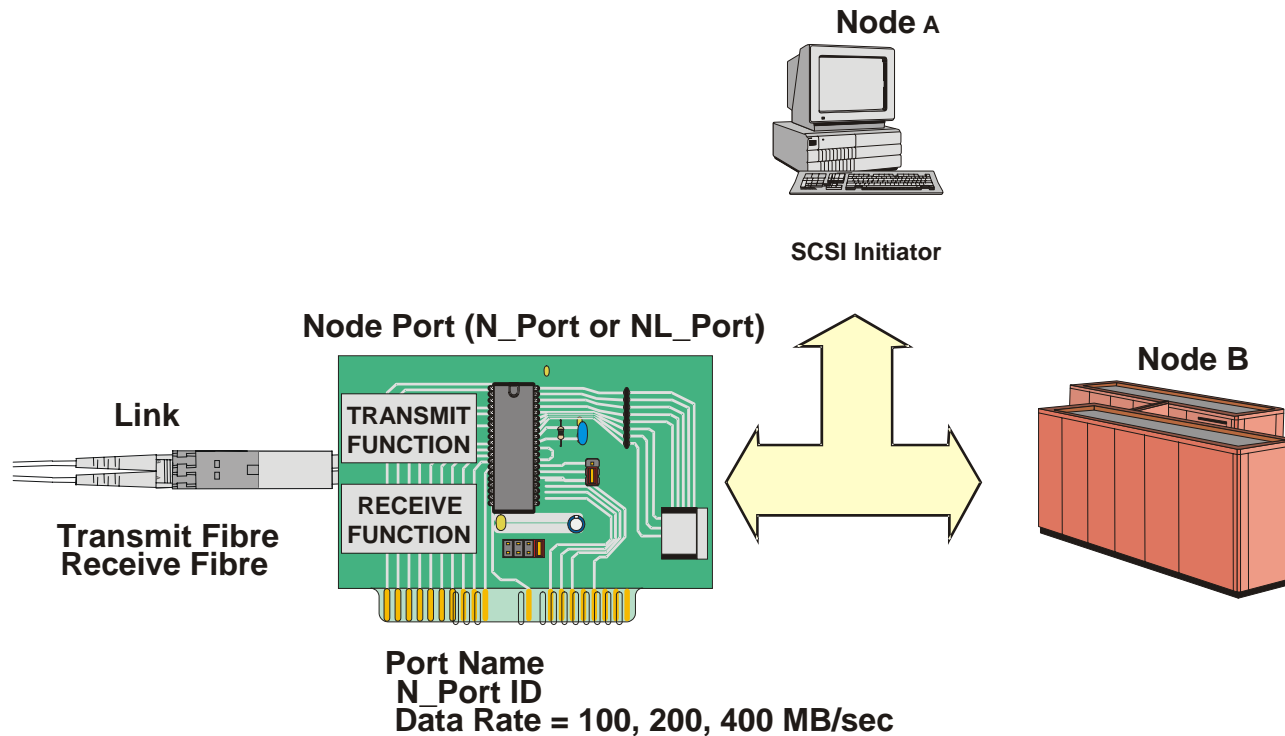 Node A
SCSI Initiator
Node Port (N_Port or NL_Port)
Node B
Link
TRANSMIT
FUNCTION
RECEIVE
FUNCTION
Transmit Fibre
Receive Fibre
Port Name
N_Port ID
Data Rate = 100, 200, 400 MB/sec